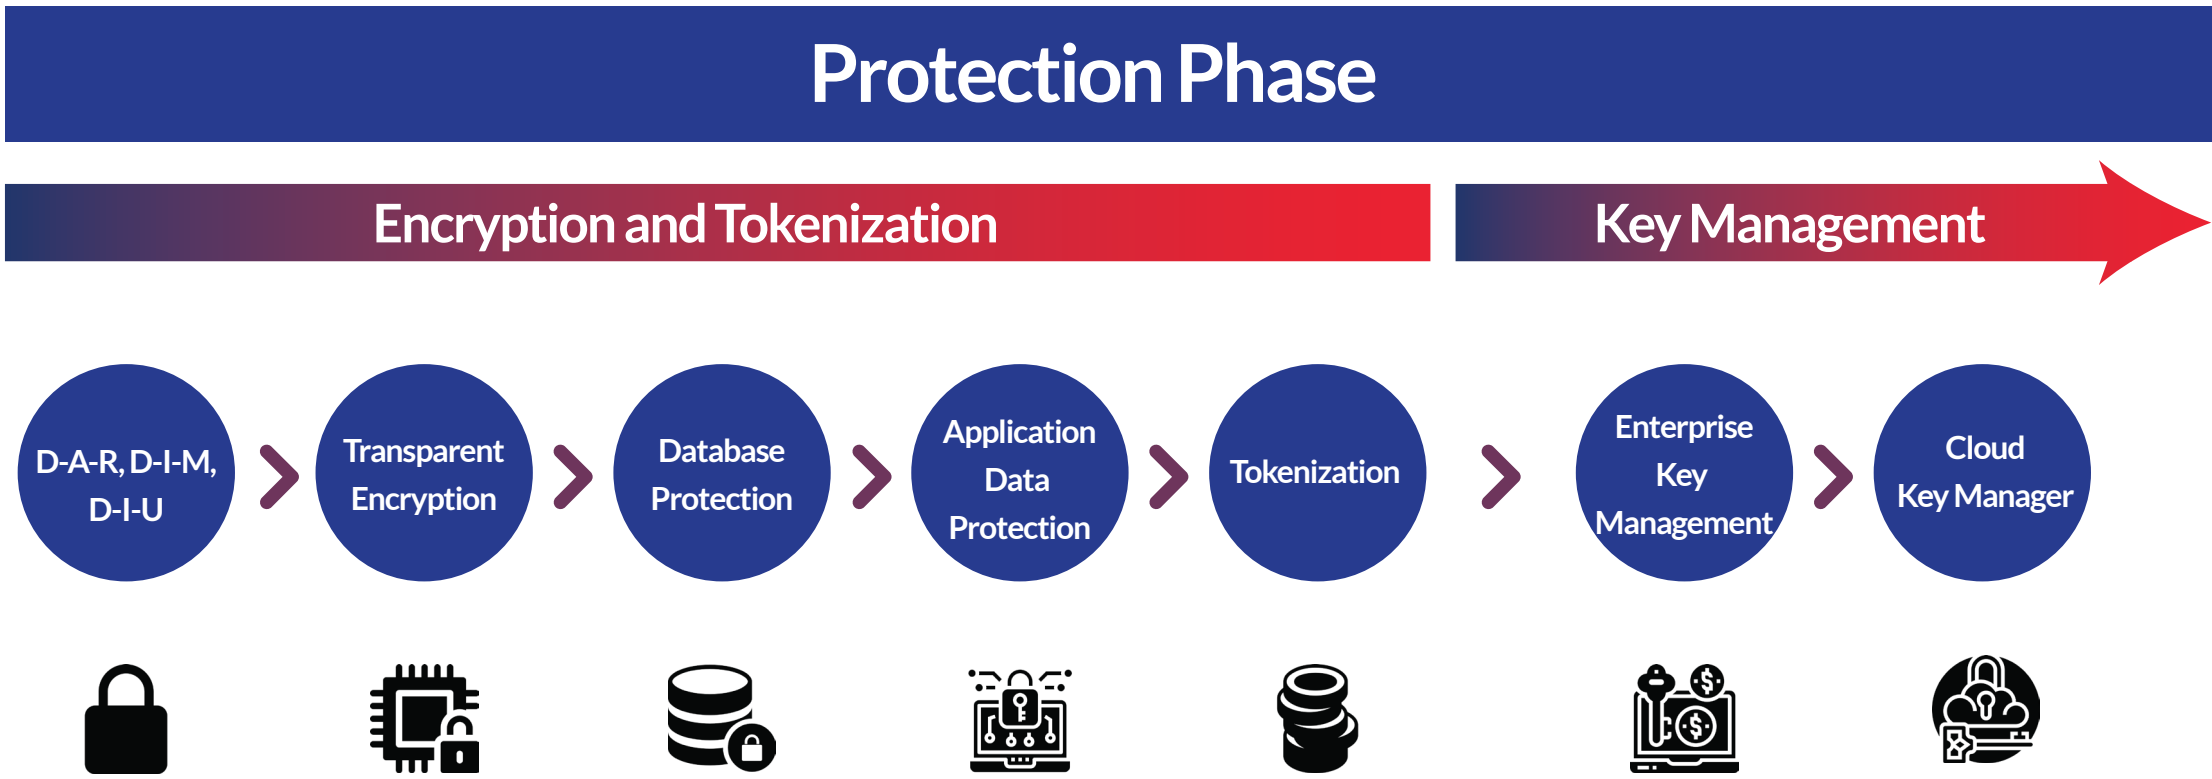 Protection Phase
Encryption and Tokenization
Key Management
D-A-R, D-I-M,
D-I-U
Transparent
Encryption
Database
Protection
Application
Data
Protection
Tokenization
Enterprise
Key
Management
Cloud
Key Manager